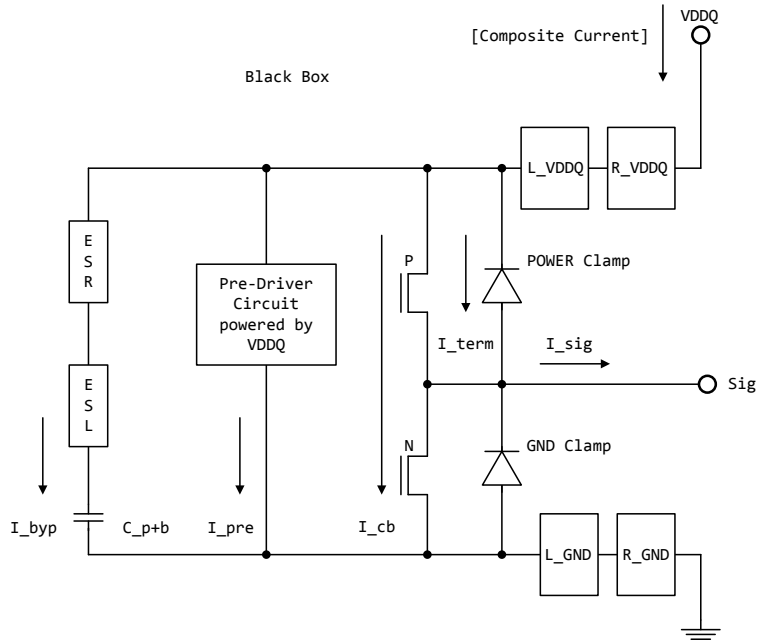 VDDQ
[Composite Current]
Black Box
L_VDDQ
R_VDDQ
E
S
R
P
POWER Clamp
Pre-Driver
Circuit
powered by
VDDQ
I_term
I_sig
Sig
E
S
L
N
GND Clamp
I_byp
C_p+b
I_pre
I_cb
L_GND
R_GND